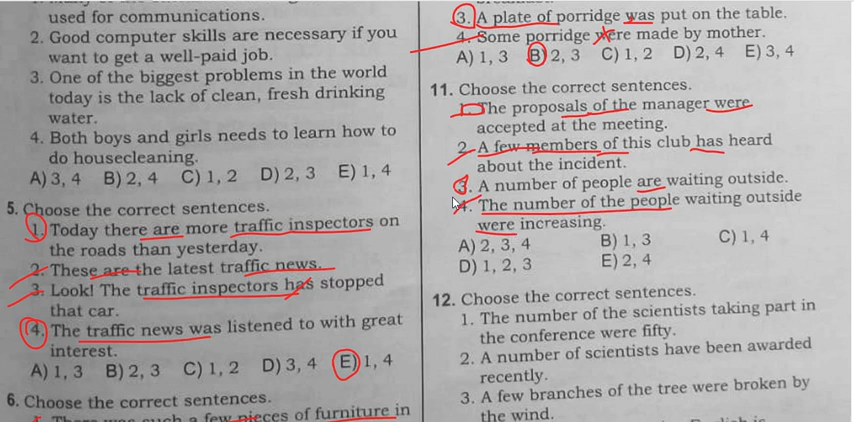 used for communications.
2. Good computer skills are necessary if you
want to get a well-paid job.
3. One of the biggest problems in the world
today is the lack of clean, fresh drinking
water.
4. Both boys and girls needs to learn how to
do housecleaning.
A) 3, 4 B) 2, 4 C) 1, 2 D) 2, 3 E) 1, 4
5. Choose the correct sentences.
1. Today there are more traffic inspectors on
the roads than yesterday.
2. These are the latest traffic news.
3. Look! The traffic inspectors has stopped
that car.
4. The traffic news was listened to with great
interest.
A) 1, 3 B) 2, 3 C) 1, 2 D) 3, 4 E) 1, 4
6. Choose the correct sentences.
a few pieces of furniture in
3. A plate of porridge was put on the table.
4. Some porridge were made by mother.
A) 1, 3 B) 2, 3 C) 1, 2 D) 2, 4 E) 3, 4
11. Choose the correct sentences.
1. The proposals of the manager were
accepted at the meeting.
2. A few members of this club has heard
about the incident.
3. A number of people are waiting outside.
4. The number of the people waiting outside
were increasing.
A) 2, 3, 4 B) 1, 3 C) 1, 4
D) 1, 2, 3 E) 2, 4
12. Choose the correct sentences.
1. The number of the scientists taking part in
the conference were fifty.
2. A number of scientists have been awarded
recently.
3. A few branches of the tree were broken by
the wind.